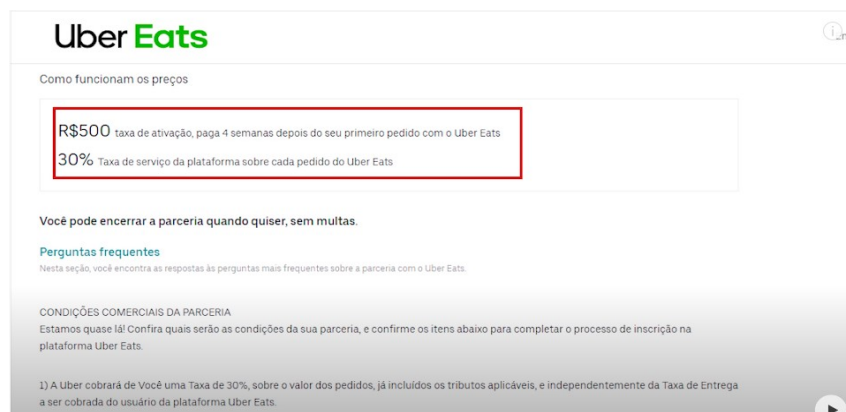 Uber Eats
Como funcionam os preços
R$500 taxa de ativação, paga 4 semanas depois do seu primeiro pedido com o Uber Eats
30% Taxa de serviço da plataforma sobre cada pedido do Uber Eats
Você pode encerrar a parceria quando quiser, sem multas.
Perguntas frequentes
Nesta seção, você encontra as respostas às perguntas mais frequentes sobre a parceria com o Uber Eats.
CONDIÇÕES COMERCIAIS DA PARCERIA
Estamos quase lá! Confira quais serão as condições da sua parceria, e confirme os itens abaixo para completar o processo de inscrição na
plataforma Uber Eats.
1) A Uber cobrará de Você uma Taxa de 30%, sobre o valor dos pedidos, já incluídos os tributos aplicáveis, e independentemente da Taxa de Entrega
a ser cobrada do usuário da plataforma Uber Eats.